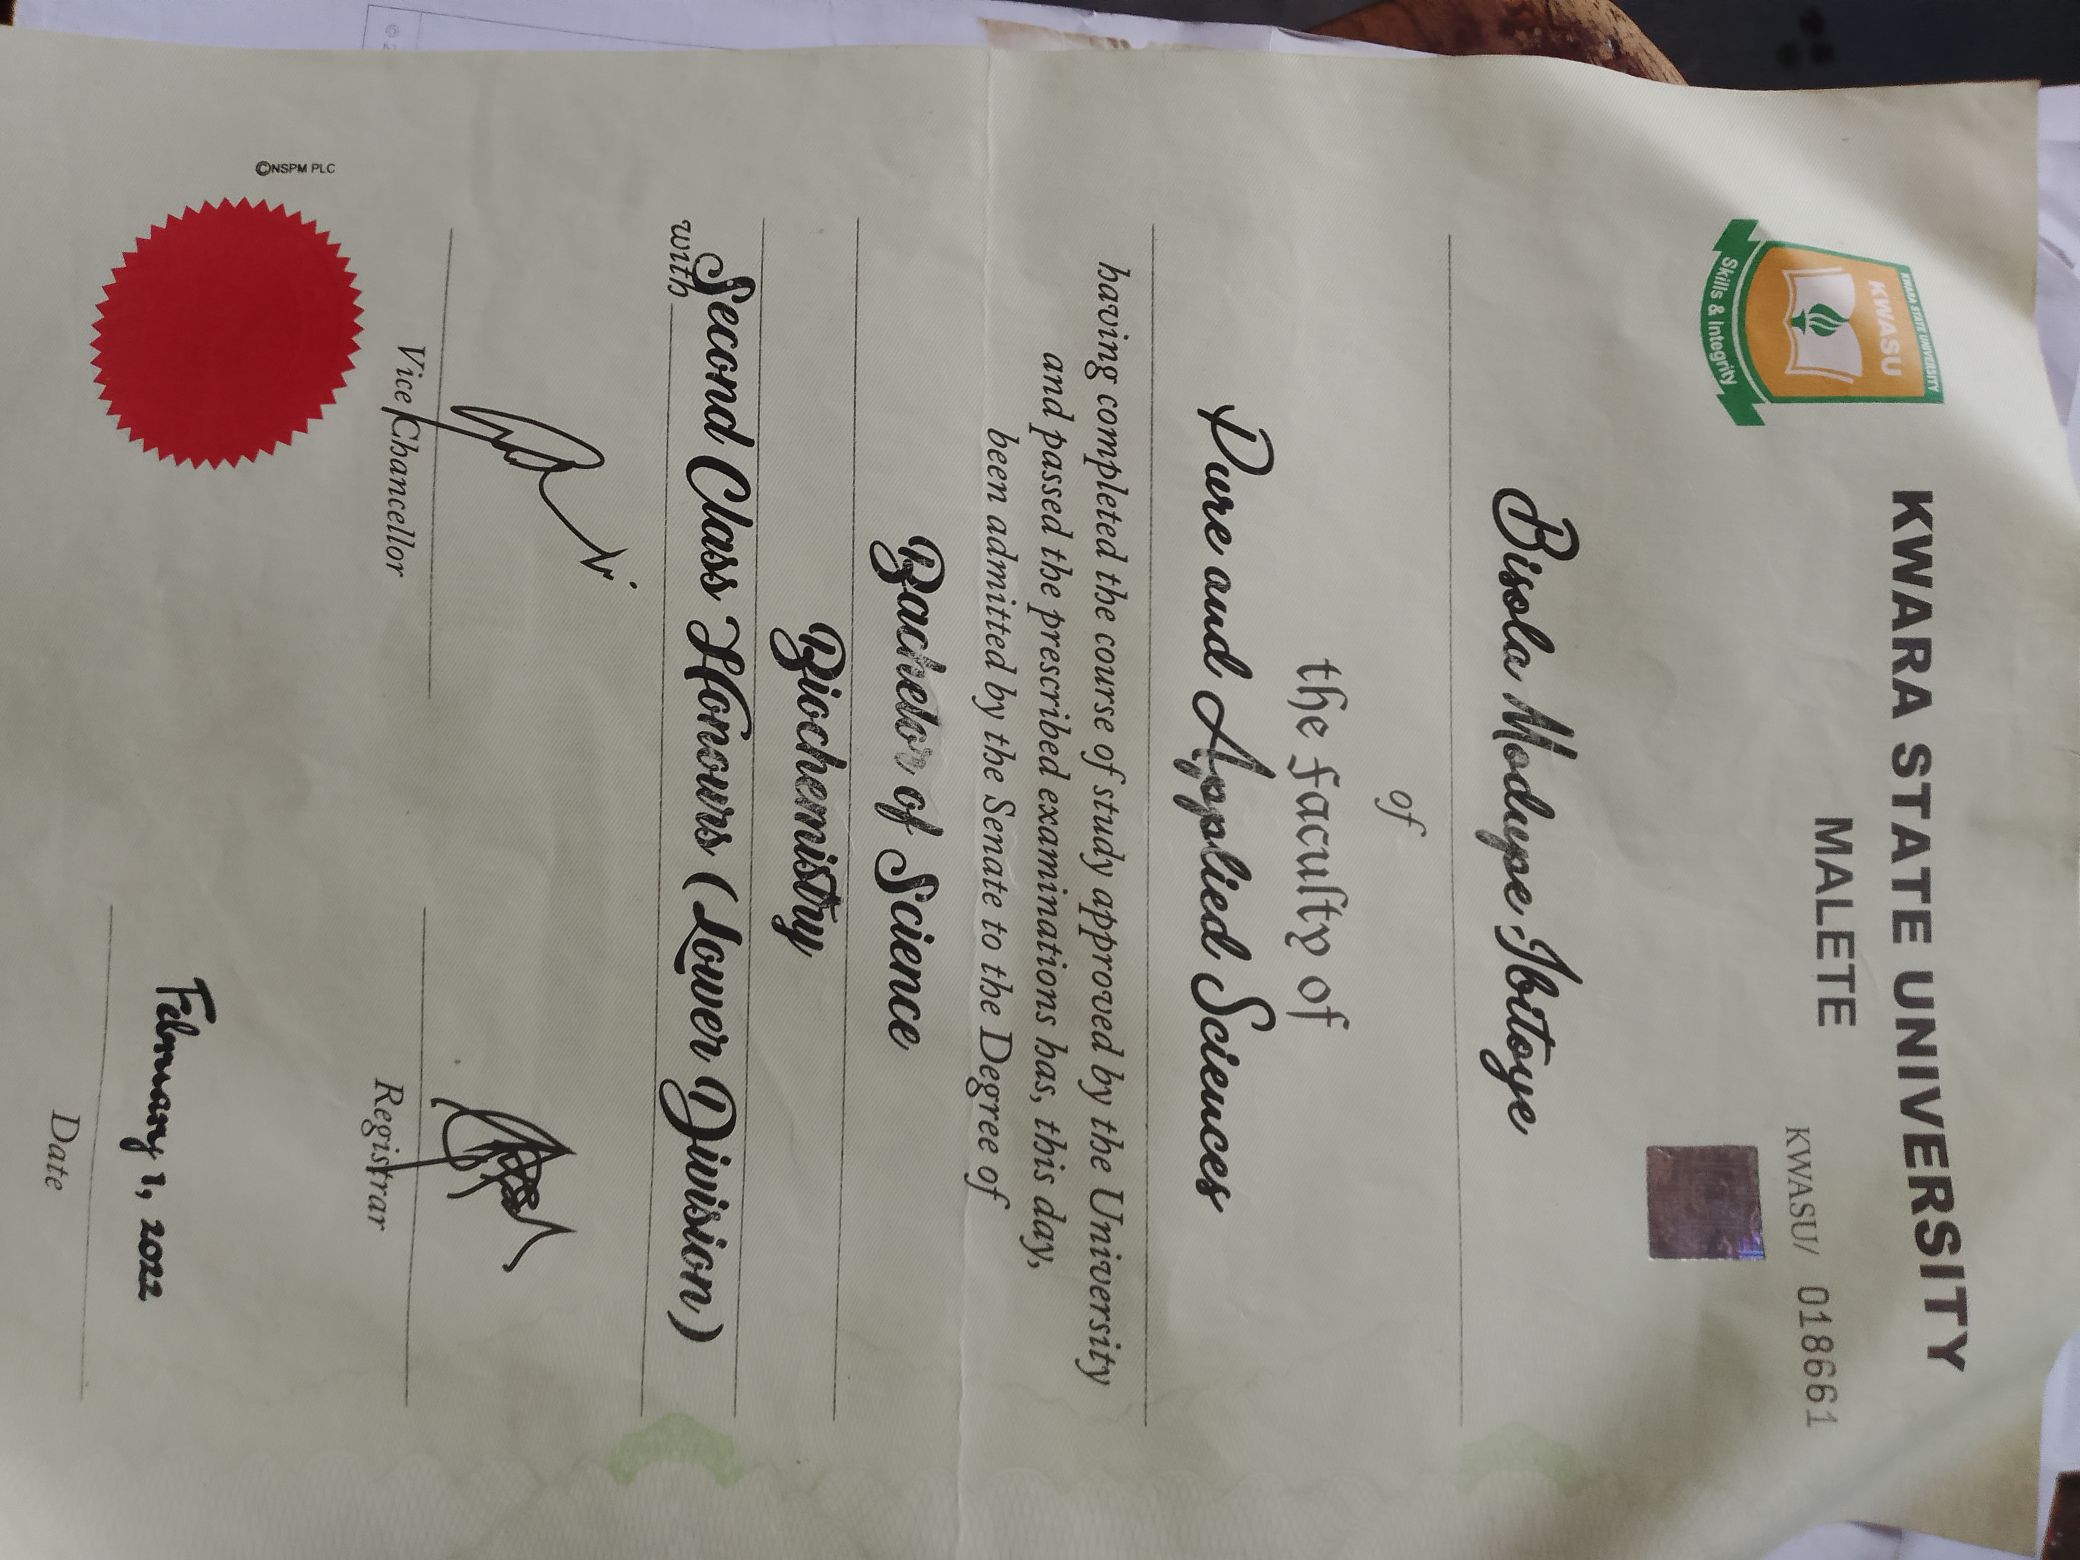 KWARA STATE UNIVERSITY
MALETE
KWARA STATE UNIVERSITY
KWASU
Skills & Integrity
KWASU/ 018661
Bisola Modupe Ibitoye
of
the faculty of
Pure and Applied Sciences
having completed the course of study approved by the University
and passed the prescribed examinations has, this day,
been admitted by the Senate to the Degree of
Bachelor of Science
Biochemistry
with Second Class Honours (Lower Division)
Vice Chancellor
Registrar
February 1, 2022
Date
©NSPM PLC